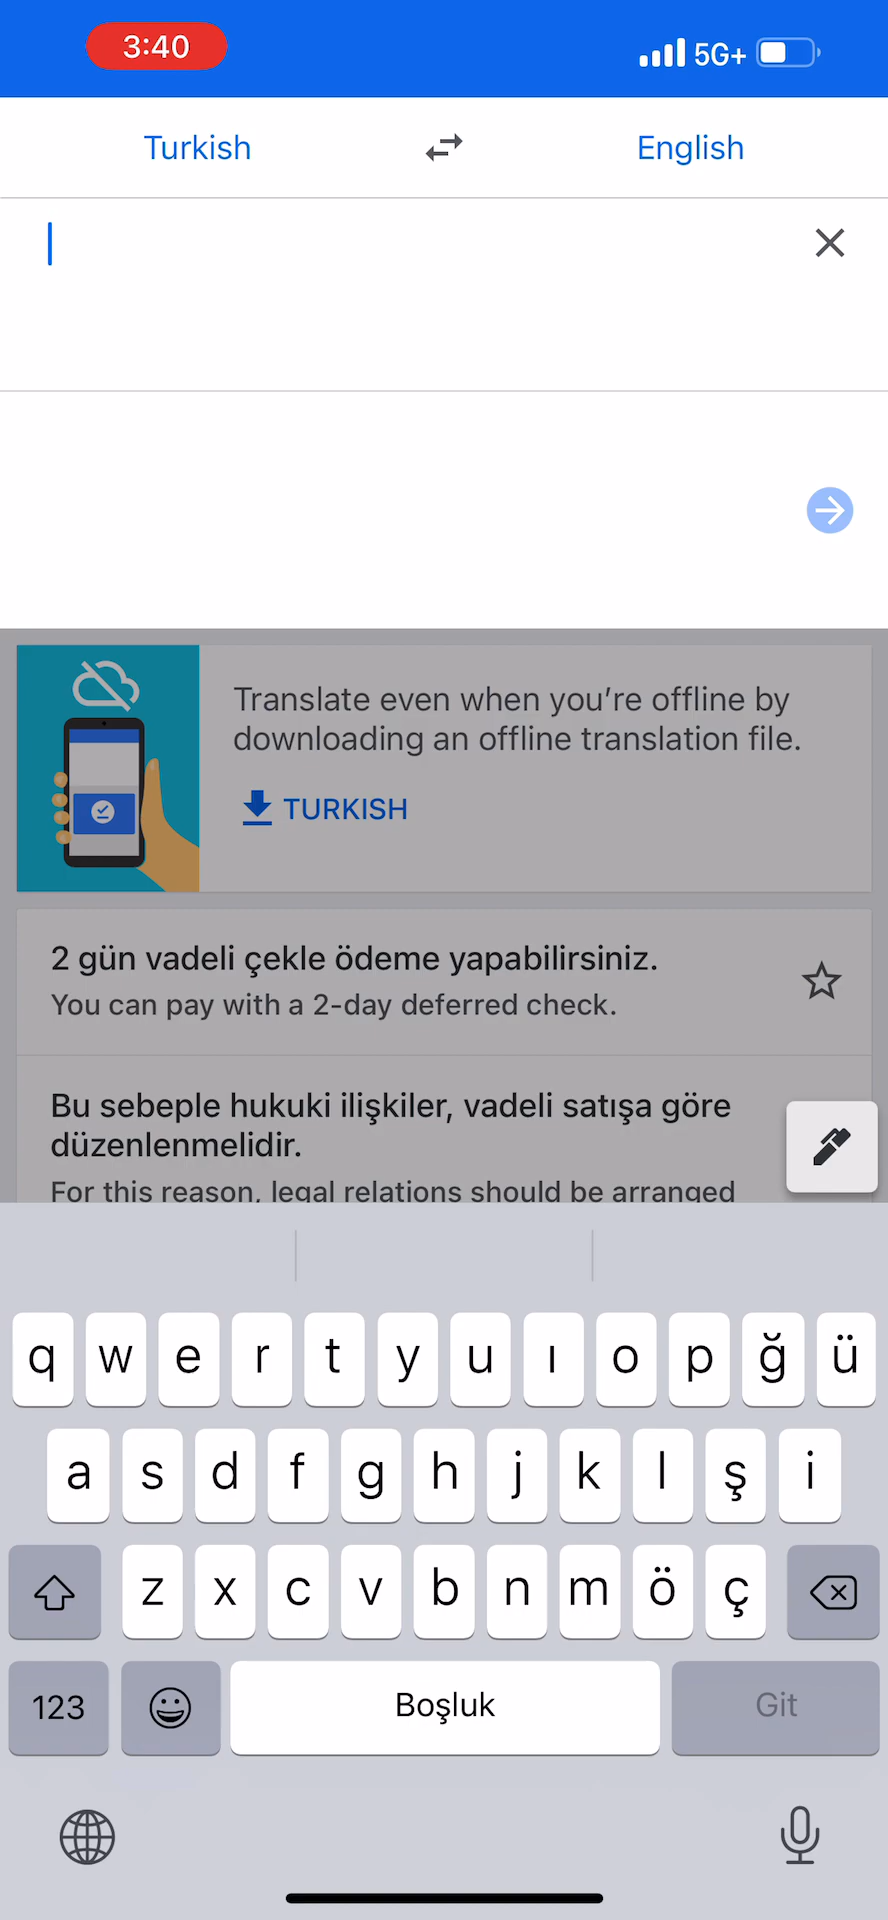 3:40
5G+
Turkish
English
Translate even when you’re offline by
downloading an offline translation file.
TURKISH
2 gün vadeli çekle ödeme yapabilirsiniz.
You can pay with a 2-day deferred check.
Bu sebeple hukuki ilişkiler, vadeli satışa göre
düzenlenmelidir.
For this reason, legal relations should be arranged
q w e r t y u ı o p ğ ü
a s d f g h j k l ş i
z x c v b n m ö ç
123
Boşluk
Git